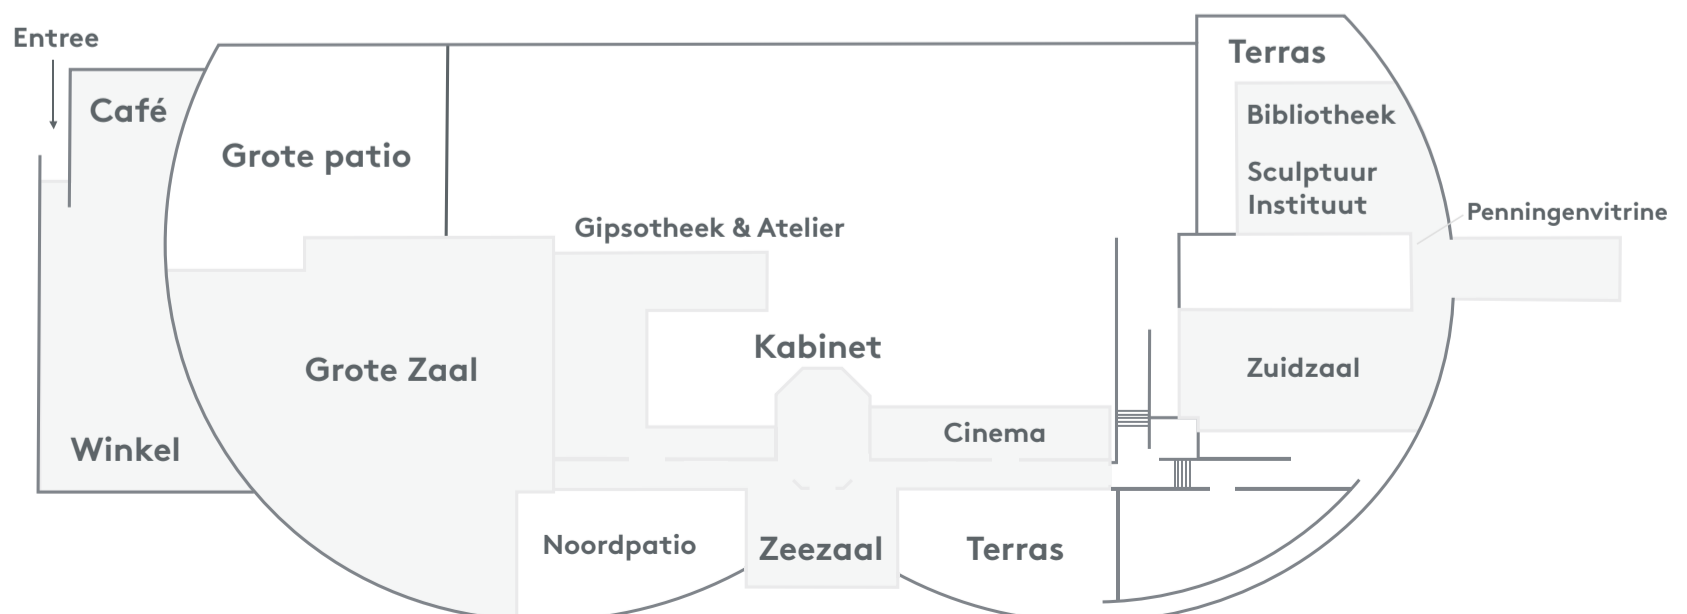 Entree
Café
Terras
Grote patio
Bibliotheek
Sculptuur
Instituut
Penningenvitrine
Gipsotheek & Atelier
Kabinet
Grote Zaal
Zuidzaal
Cinema
Winkel
Noordpatio
Zeezaal
Terras